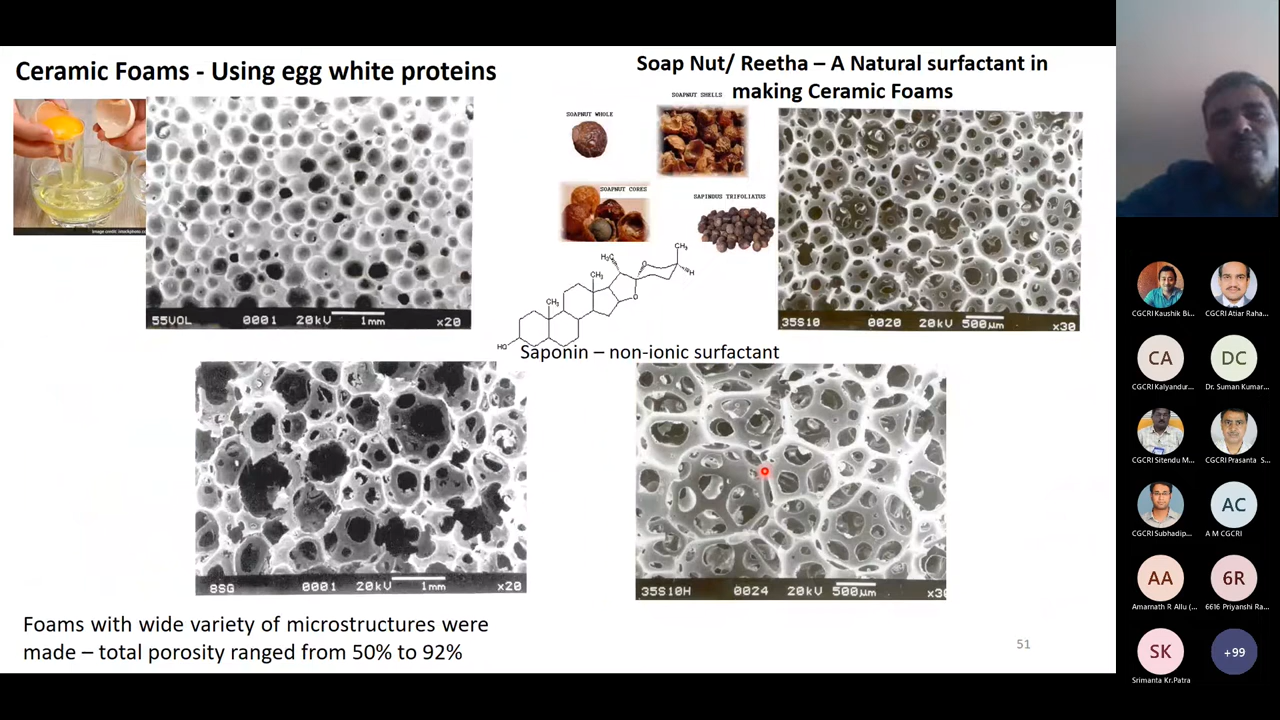 Ceramic Foams - Using egg white proteins
Soap Nut/ Reetha – A Natural surfactant in
making Ceramic Foams
SOAPNUT SHELLS
SOAPNUT WHOLE
SOAPNUT CORES
SAPINDUS TRIFOLIATUS
55VOL 0001 20kV 1mm x20
35S10 0020 20kV 500µm x30
CH₃
H₃C
O
H
CH₃
CH₃
O
HO
Saponin – non-ionic surfactant
8SG 0001 20kV 1mm x20
35S10H 0024 20kV 500µm x30
Foams with wide variety of microstructures were
made – total porosity ranged from 50% to 92%
51
CGCRI Kaushik Bi...
CGCRI Atiar Raha...
CA
DC
CGCRI Kalyandur...
Dr. Suman Kumar...
CGCRI Sitendu M...
CGCRI Prasanta S...
AC
CGCRI Subhadip...
A M CGCRI
AA
6R
Amarnath R Allu (...
6616 Priyanshi Ra...
SK
+99
Srimanta Kr.Patra